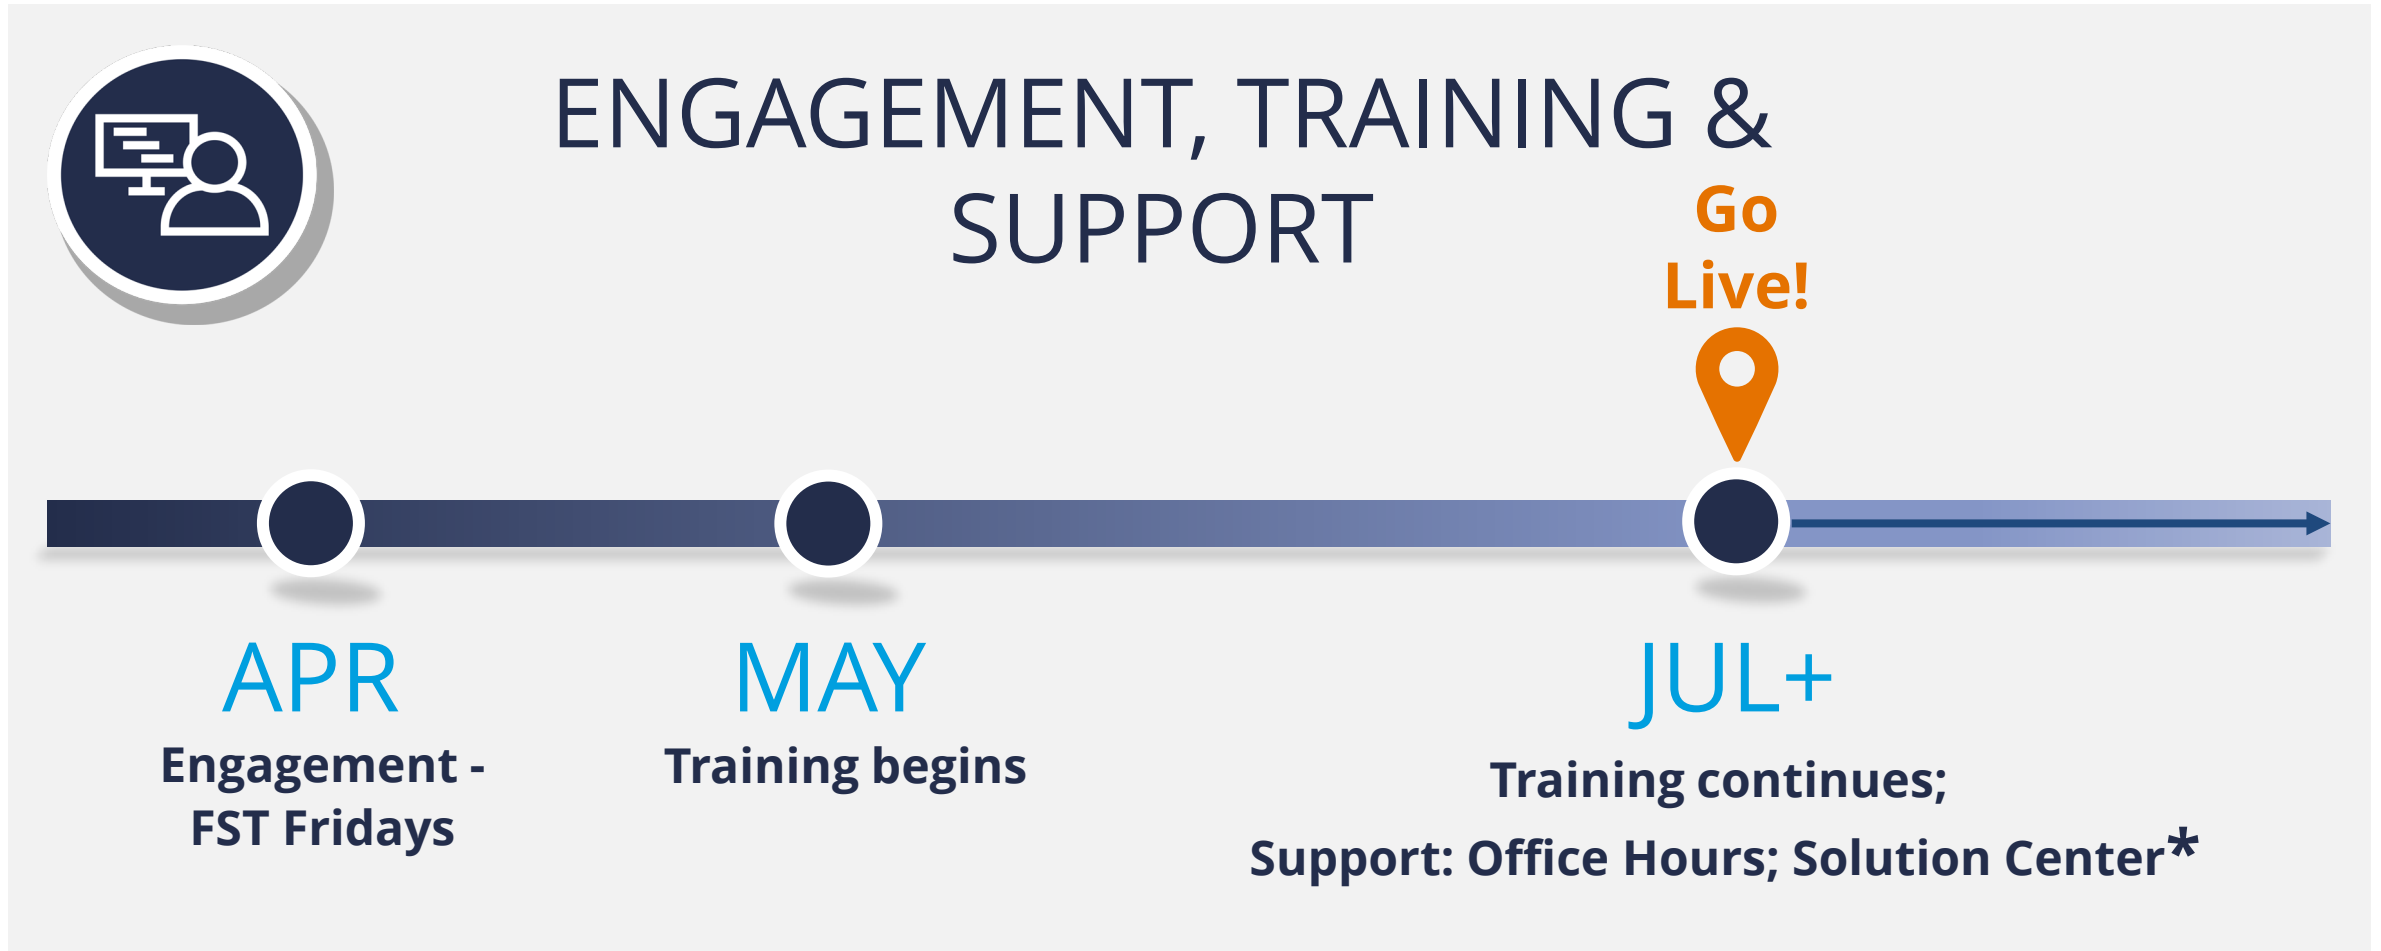 ENGAGEMENT, TRAINING &
SUPPORT
Go
Live!
APR
Engagement -
FST Fridays
MAY
Training begins
JUL+
Training continues;
Support: Office Hours; Solution Center*